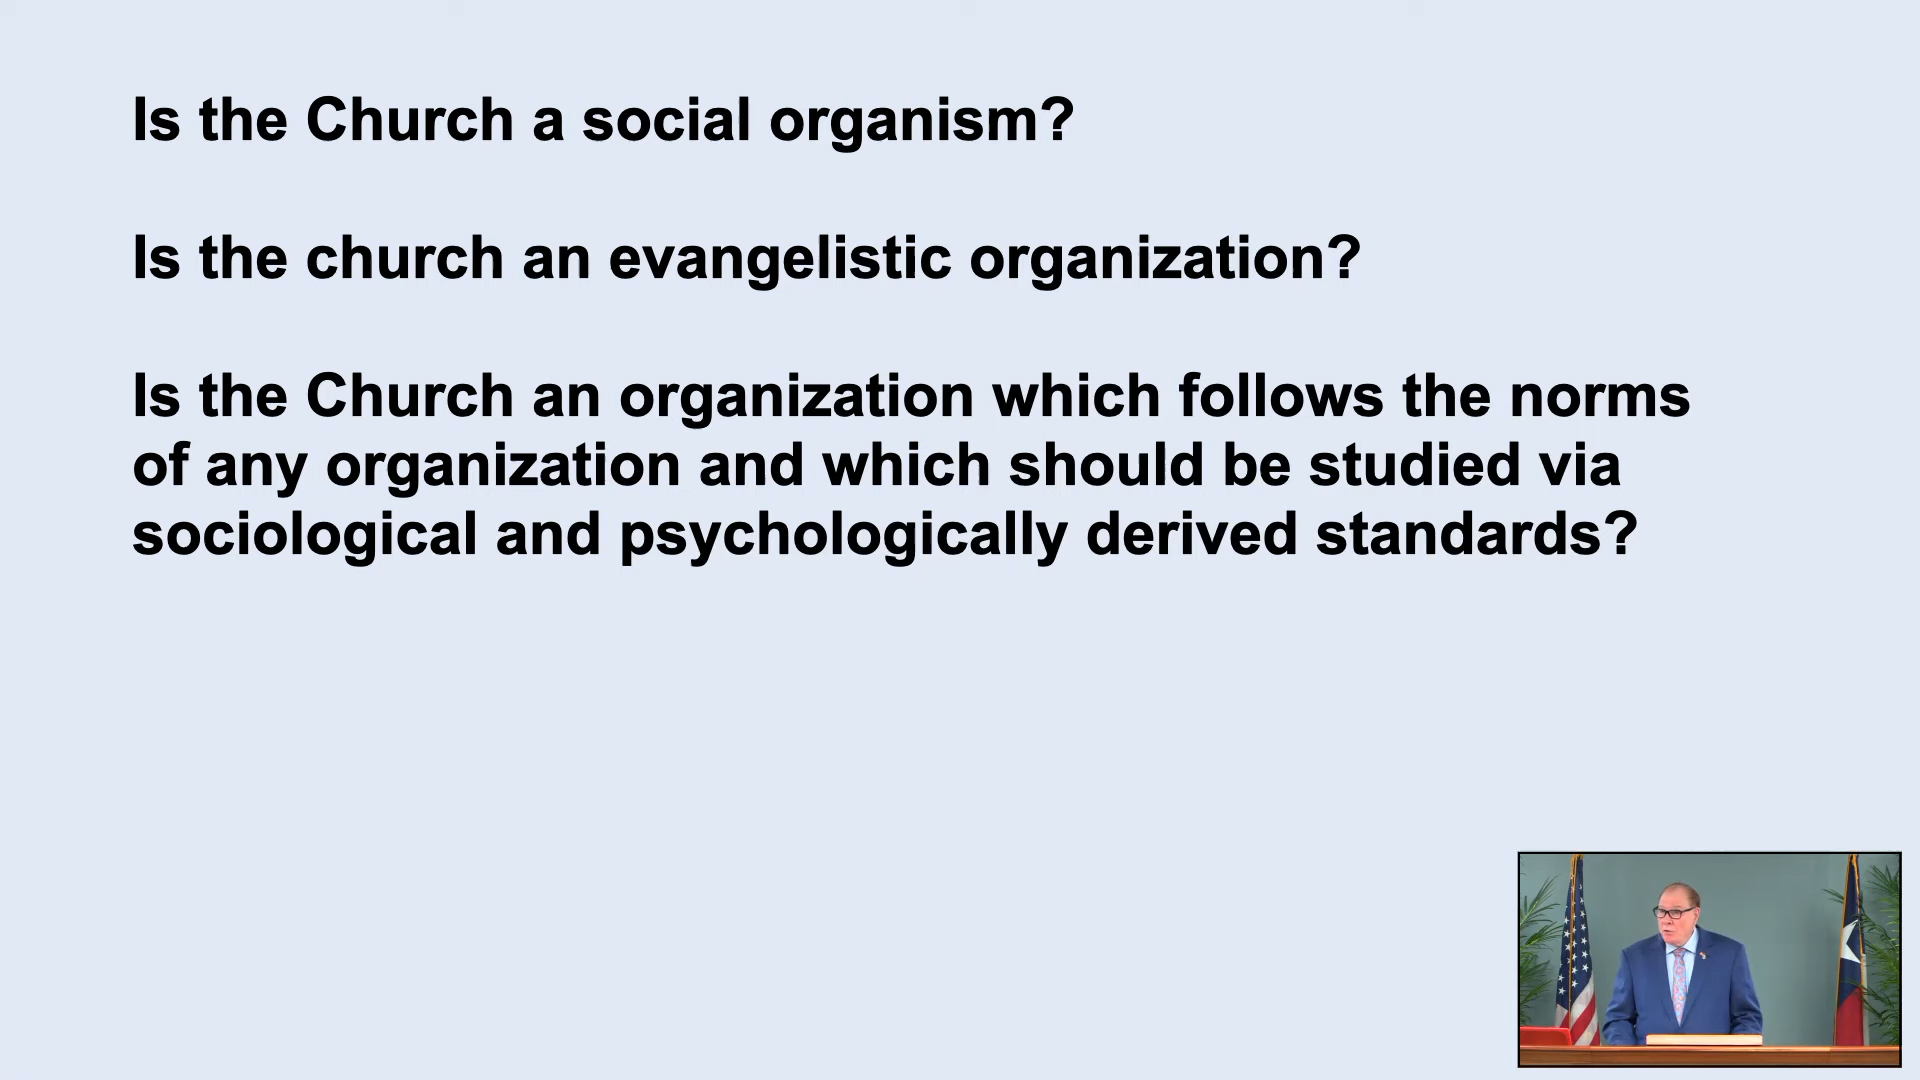 Is the Church a social organism?
Is the church an evangelistic organization?
Is the Church an organization which follows the norms
of any organization and which should be studied via
sociological and psychologically derived standards?